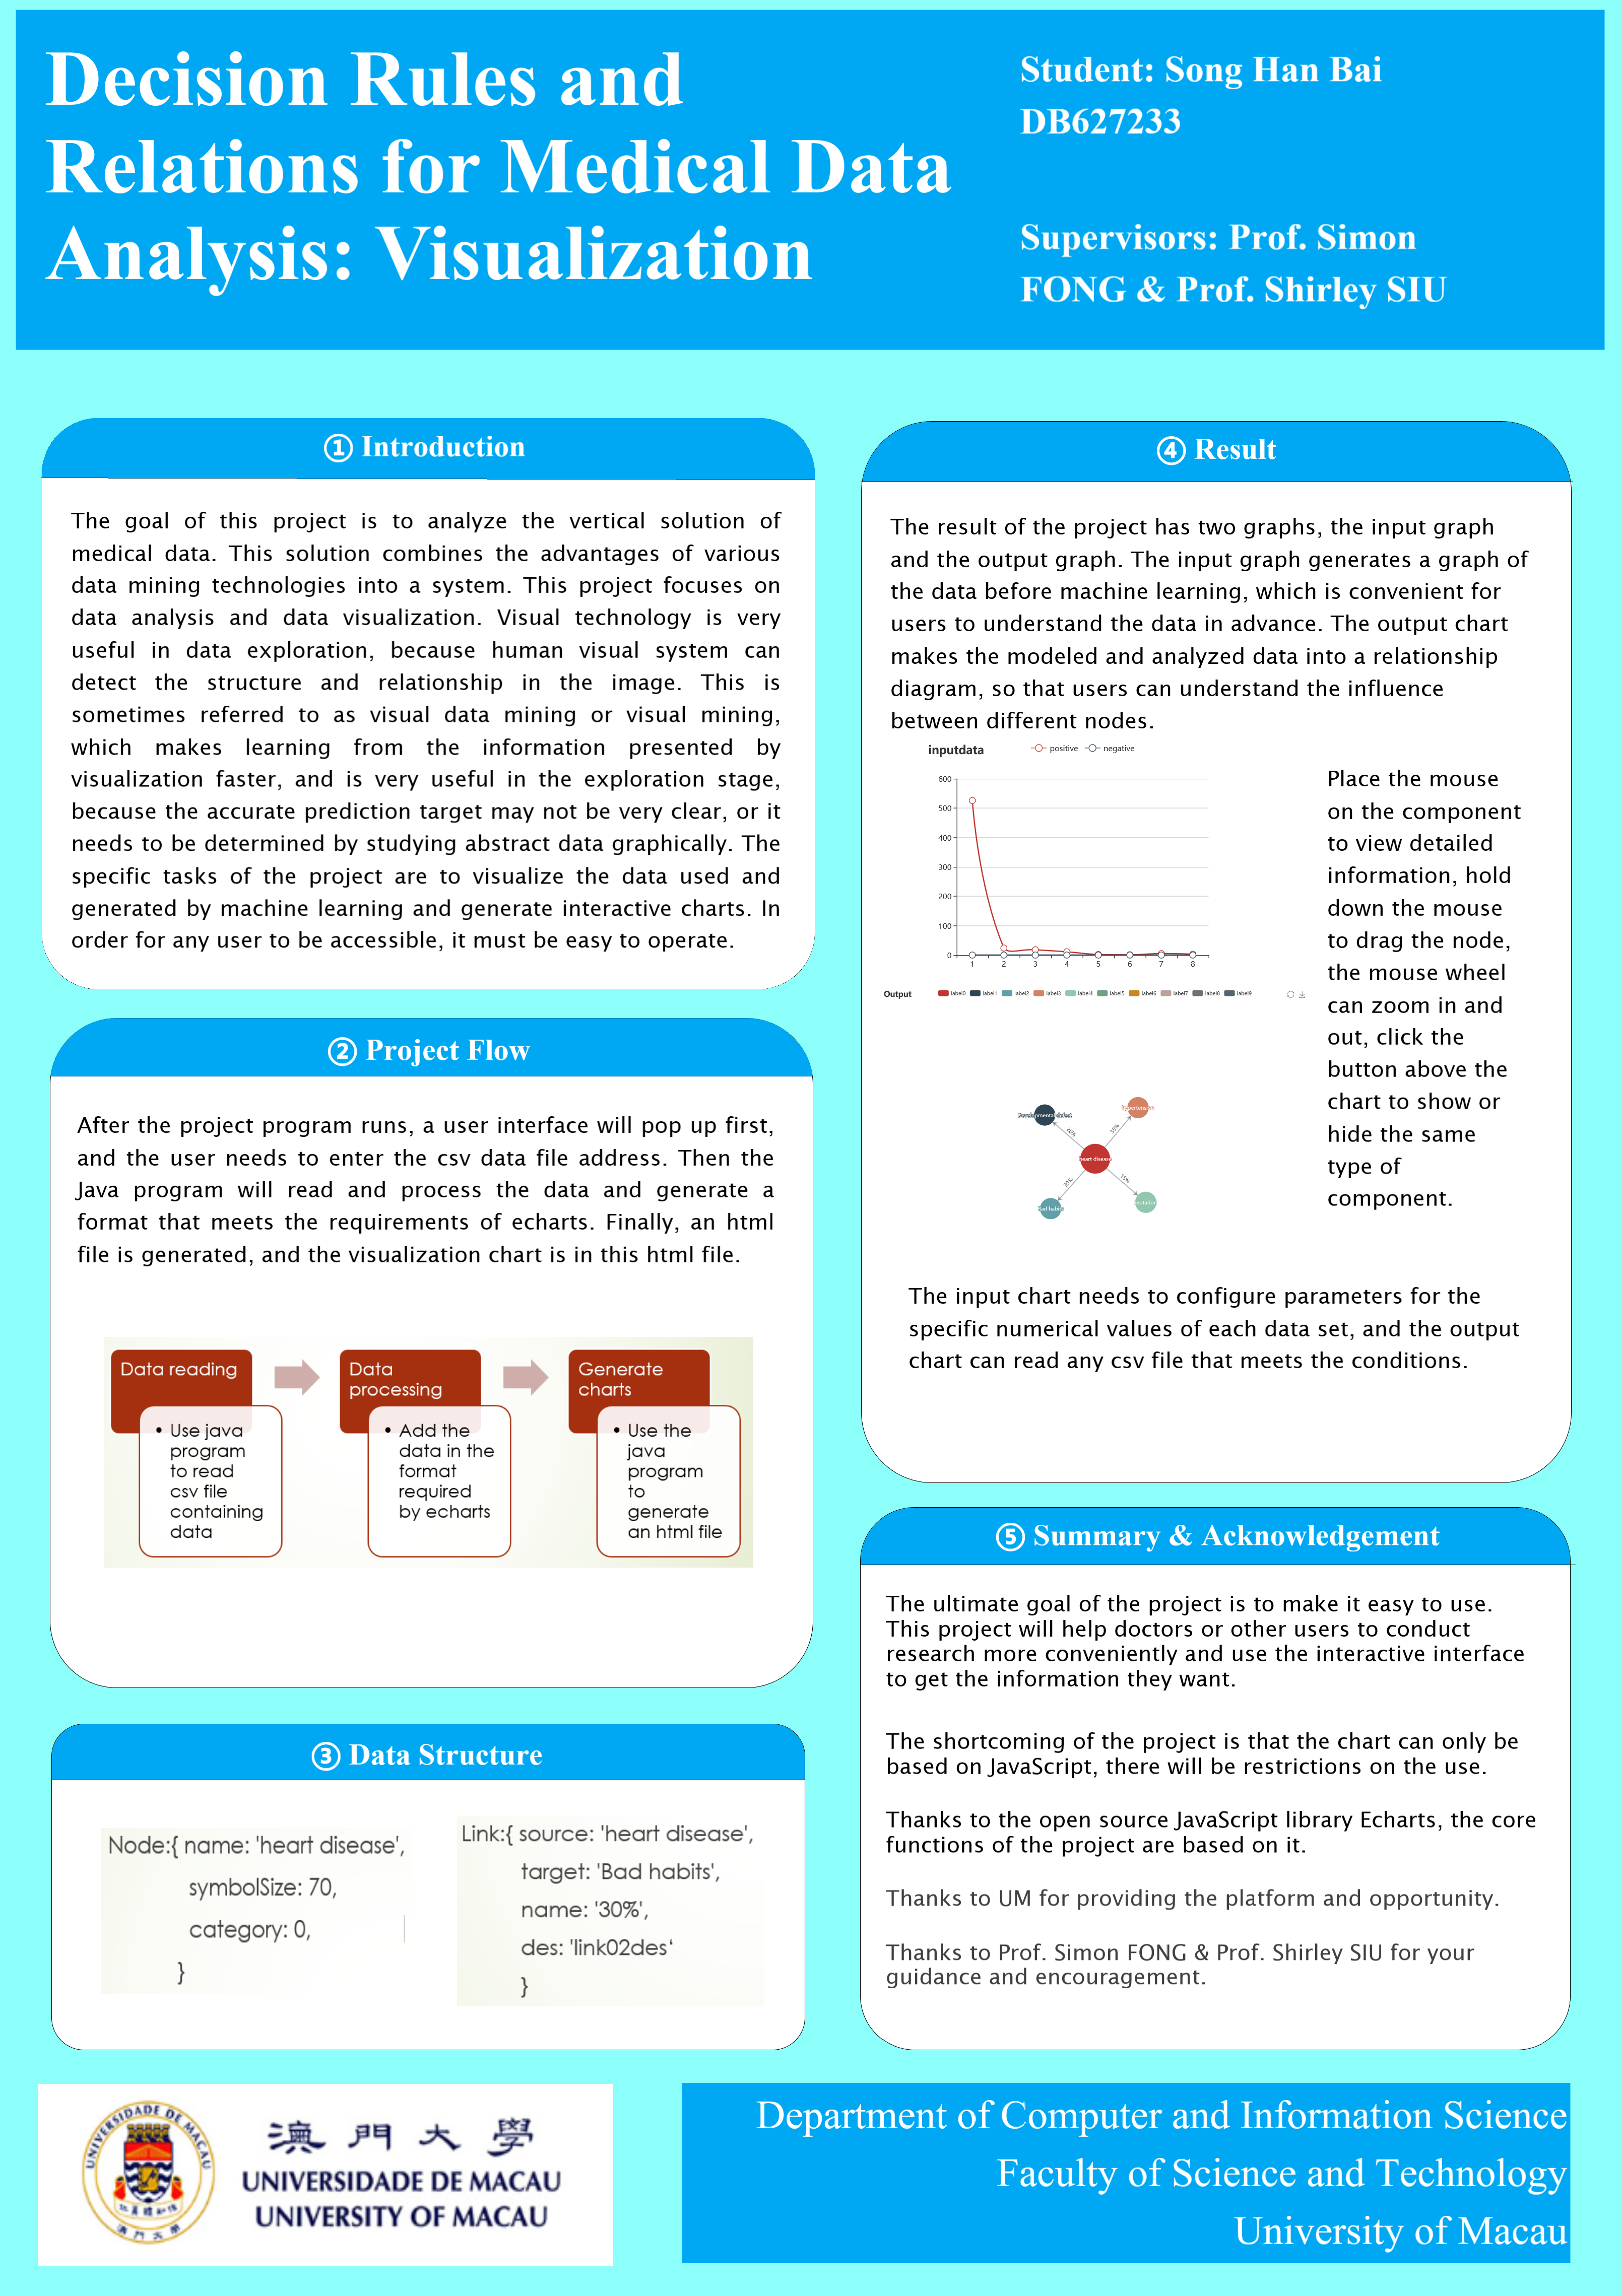 Decision Rules and
Relations for Medical Data
Analysis: Visualization
Student: Song Han Bai
DB627233
Supervisors: Prof. Simon
FONG & Prof. Shirley SIU
① Introduction
The goal of this project is to analyze the vertical solution of
medical data. This solution combines the advantages of various
data mining technologies into a system. This project focuses on
data analysis and data visualization. Visual technology is very
useful in data exploration, because human visual system can
detect the structure and relationship in the image. This is
sometimes referred to as visual data mining or visual mining,
which makes learning from the information presented by
visualization faster, and is very useful in the exploration stage,
because the accurate prediction target may not be very clear, or it
needs to be determined by studying abstract data graphically. The
specific tasks of the project are to visualize the data used and
generated by machine learning and generate interactive charts. In
order for any user to be accessible, it must be easy to operate.
② Project Flow
After the project program runs, a user interface will pop up first,
and the user needs to enter the csv data file address. Then the
Java program will read and process the data and generate a
format that meets the requirements of echarts. Finally, an html
file is generated, and the visualization chart is in this html file.
Data reading
• Use java
program
to read
csv file
containing
data
Data
processing
• Add the
data in the
format
required
by echarts
Generate
charts
• Use the
java
program
to
generate
an html file
③ Data Structure
Node:{ name: 'heart disease',
symbolSize: 70,
category: 0,
}
Link:{ source: 'heart disease',
target: 'Bad habits',
name: '30%',
des: 'link02des‘
}
④ Result
The result of the project has two graphs, the input graph
and the output graph. The input graph generates a graph of
the data before machine learning, which is convenient for
users to understand the data in advance. The output chart
makes the modeled and analyzed data into a relationship
diagram, so that users can understand the influence
between different nodes.
inputdata
positive negative
600
500
400
300
200
100
0
1 2 3 4 5 6 7 8
Output
label0 label1 label2 label3 label4 label5 label6 label7 label8 label9
Developmental defect
hypertension
20%
35%
heart disease
30%
15%
Bad habits
mutation
Place the mouse
on the component
to view detailed
information, hold
down the mouse
to drag the node,
the mouse wheel
can zoom in and
out, click the
button above the
chart to show or
hide the same
type of
component.
The input chart needs to configure parameters for the
specific numerical values of each data set, and the output
chart can read any csv file that meets the conditions.
⑤ Summary & Acknowledgement
The ultimate goal of the project is to make it easy to use.
This project will help doctors or other users to conduct
research more conveniently and use the interactive interface
to get the information they want.
The shortcoming of the project is that the chart can only be
based on JavaScript, there will be restrictions on the use.
Thanks to the open source JavaScript library Echarts, the core
functions of the project are based on it.
Thanks to UM for providing the platform and opportunity.
Thanks to Prof. Simon FONG & Prof. Shirley SIU for your
guidance and encouragement.
UNIVERSIDADE DE MACAU
澳門大學
澳門大學
UNIVERSIDADE DE MACAU
UNIVERSITY OF MACAU
Department of Computer and Information Science
Faculty of Science and Technology
University of Macau